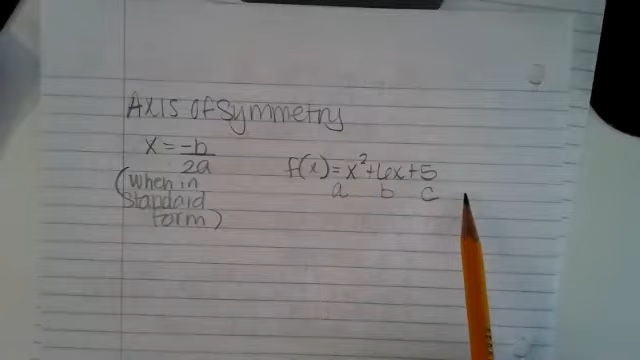 Axis of Symmetry
x = -b
2a
(when in
standard
form)
f(x) = x²+6x+5
a b c